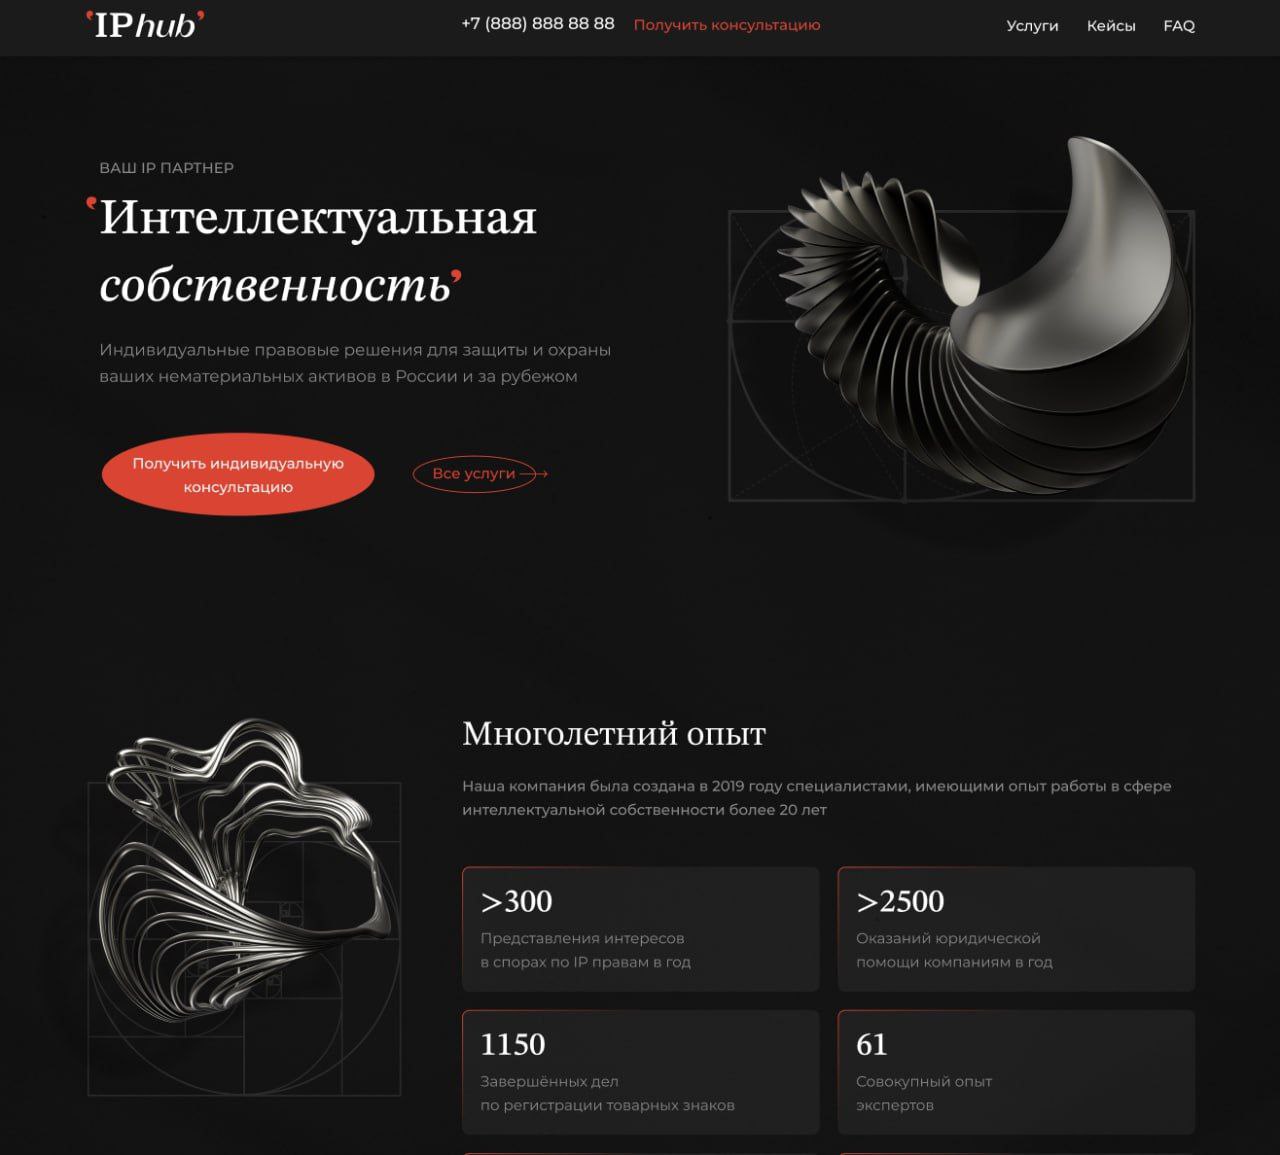 ‘IPhub’
+7 (888) 888 88 88 Получить консультацию
Услуги Кейсы FAQ
ВАШ IP ПАРТНЕР
‘Интеллектуальная
собственность’
Индивидуальные правовые решения для защиты и охраны
ваших нематериальных активов в России и за рубежом
Получить индивидуальную
консультацию
Все услуги
Многолетний опыт
Наша компания была создана в 2019 году специалистами, имеющими опыт работы в сфере
интеллектуальной собственности более 20 лет
>300
Представления интересов
в спорах по IP правам в год
>2500
Оказаний юридической
помощи компаниям в год
1150
Завершённых дел
по регистрации товарных знаков
61
Совокупный опыт
экспертов